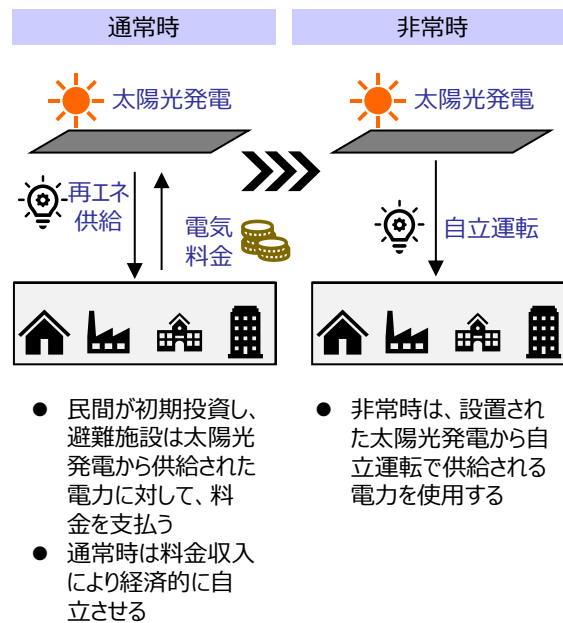 通常時
太陽光発電
再エネ
供給
電気
料金
● 民間が初期投資し、
避難施設は太陽光
発電から供給された
電力に対して、料
金を支払う
● 通常時は料金収入
により経済的に自
立させる
非常時
太陽光発電
自立運転
● 非常時は、設置され
た太陽光発電から自
立運転で供給される
電力を使用する